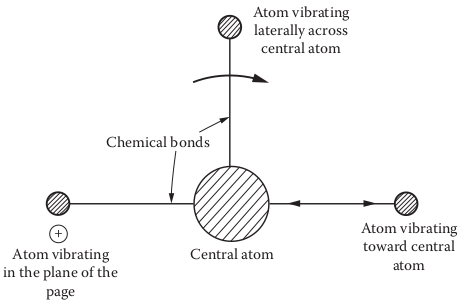 Atom vibrating
laterally across
central atom
Chemical bonds
+
Atom vibrating
in the plane of the
page
Central atom
Atom vibrating
toward central
atom